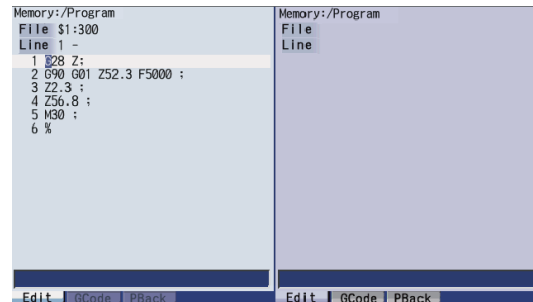 Memory:/Program
File $1:300
Line 1 -
1 G28 Z;
2 G90 G01 Z52.3 F5000 ;
3 Z2.3 ;
4 Z56.8 ;
5 M30 ;
6 %
Edit GCode PBack
Memory:/Program
File
Line
Edit GCode PBack